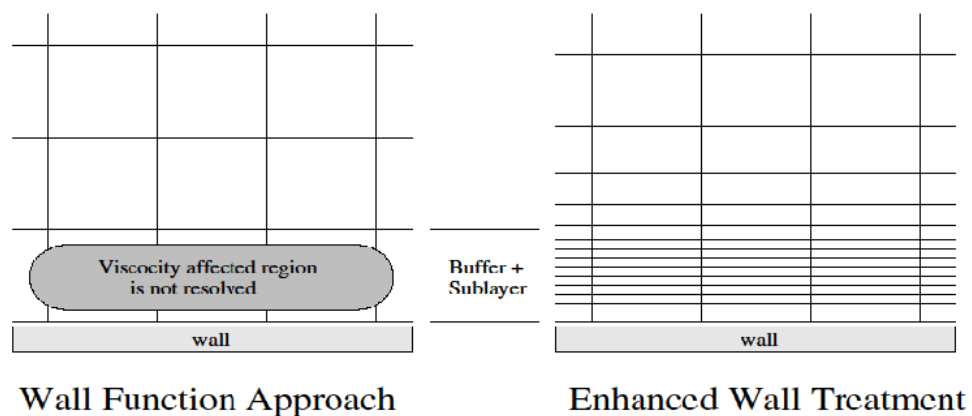 Viscocity affected region
is not resolved
wall
Buffer +
Sublayer
wall
Wall Function Approach
Enhanced Wall Treatment